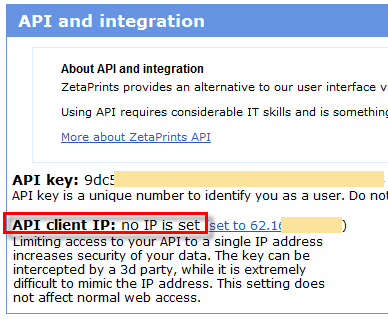 API and integration
About API and integration
ZetaPrints provides an alternative to our user interface v
Using API requires considerable IT skills and is something
More about ZetaPrints API
API key: 9dc5
API key is a unique number to identify you as a user. Do not
API client IP: no IP is set (set to 62.16 )
Limiting access to your API to a single IP address
increases security of your data. The key can be
intercepted by a 3d party, while it is extremely
difficult to mimic the IP address. This setting does
not affect normal web access.